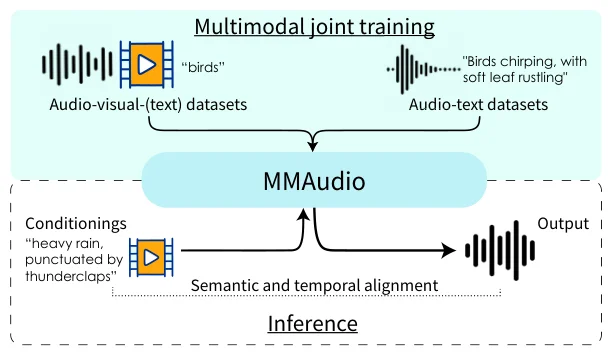 Multimodal joint training
“birds”
"Birds chirping, with
soft leaf rustling"
Audio-visual-(text) datasets
Audio-text datasets
MMAudio
Conditionings
“heavy rain,
punctuated by
thunderclaps”
Output
Semantic and temporal alignment
Inference